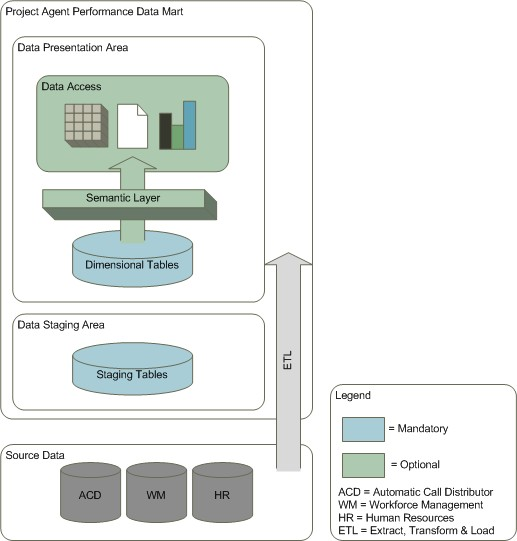 Project Agent Performance Data Mart
Data Presentation Area
Data Access
Semantic Layer
Dimensional Tables
Data Staging Area
Staging Tables
ETL
Source Data
ACD
WM
HR
Legend
= Mandatory
= Optional
ACD = Automatic Call Distributor
WM = Workforce Management
HR = Human Resources
ETL = Extract, Transform & Load